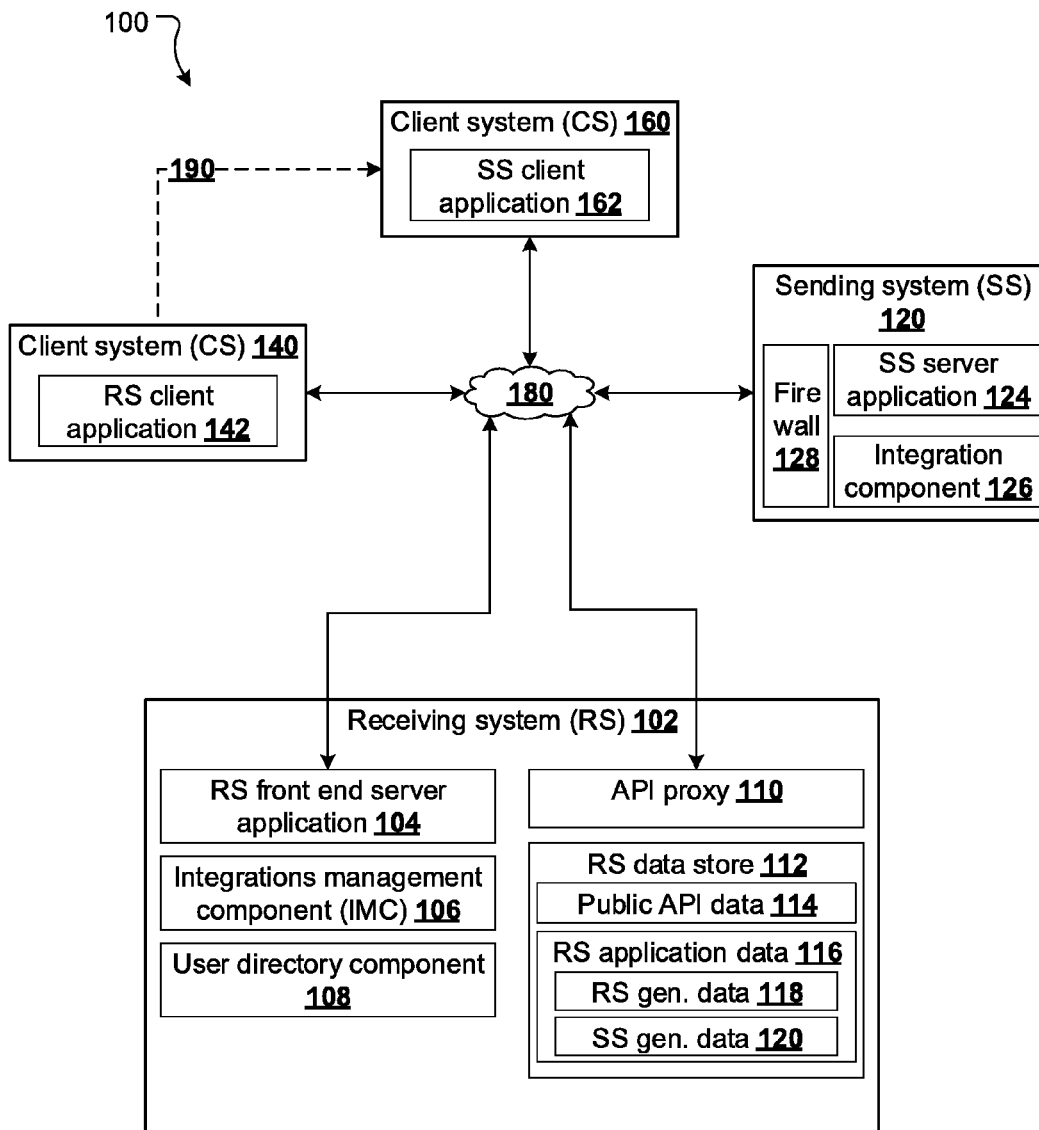 100
Client system (CS) 160
SS client
application 162
190
Sending system (SS)
120
Fire
wall
128
SS server
application 124
Integration
component 126
Client system (CS) 140
RS client
application 142
180
Receiving system (RS) 102
RS front end server
application 104
Integrations management
component (IMC) 106
User directory component
108
API proxy 110
RS data store 112
Public API data 114
RS application data 116
RS gen. data 118
SS gen. data 120